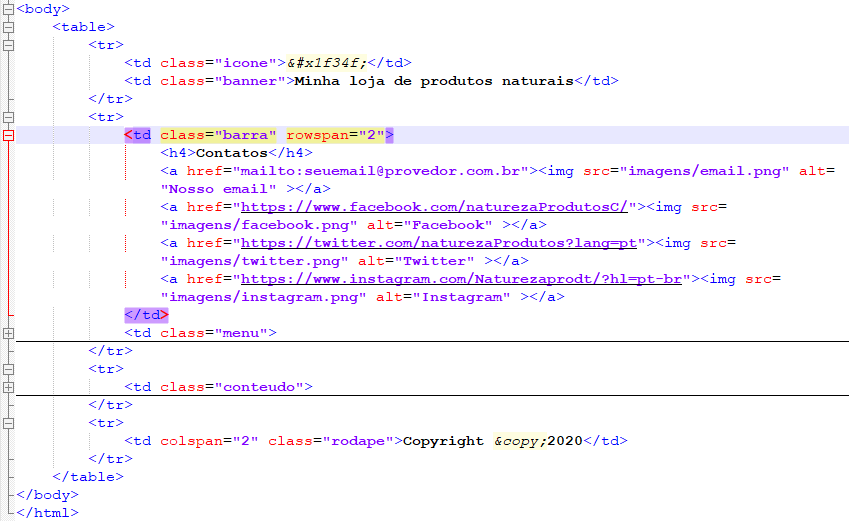 <body>
<table>
<tr>
<td class="icone">&#x1f34f;</td>
<td class="banner">Minha loja de produtos naturais</td>
</tr>
<tr>
<td class="barra" rowspan="2">
<h4>Contatos</h4>
<a href="mailto:seuemail@provedor.com.br"><img src="imagens/email.png" alt=
"Nosso email" ></a>
<a href="https://www.facebook.com/naturezaProdutosC/"><img src=
"imagens/facebook.png" alt="Facebook" ></a>
<a href="https://twitter.com/naturezaProdutos?lang=pt"><img src=
"imagens/twitter.png" alt="Twitter" ></a>
<a href="https://www.instagram.com/Naturezaprodt/?hl=pt-br"><img src=
"imagens/instagram.png" alt="Instagram" ></a>
</td>
<td class="menu">
</tr>
<tr>
<td class="conteudo">
</tr>
<tr>
<td colspan="2" class="rodape">Copyright &copy;2020</td>
</tr>
</table>
</body>
</html>